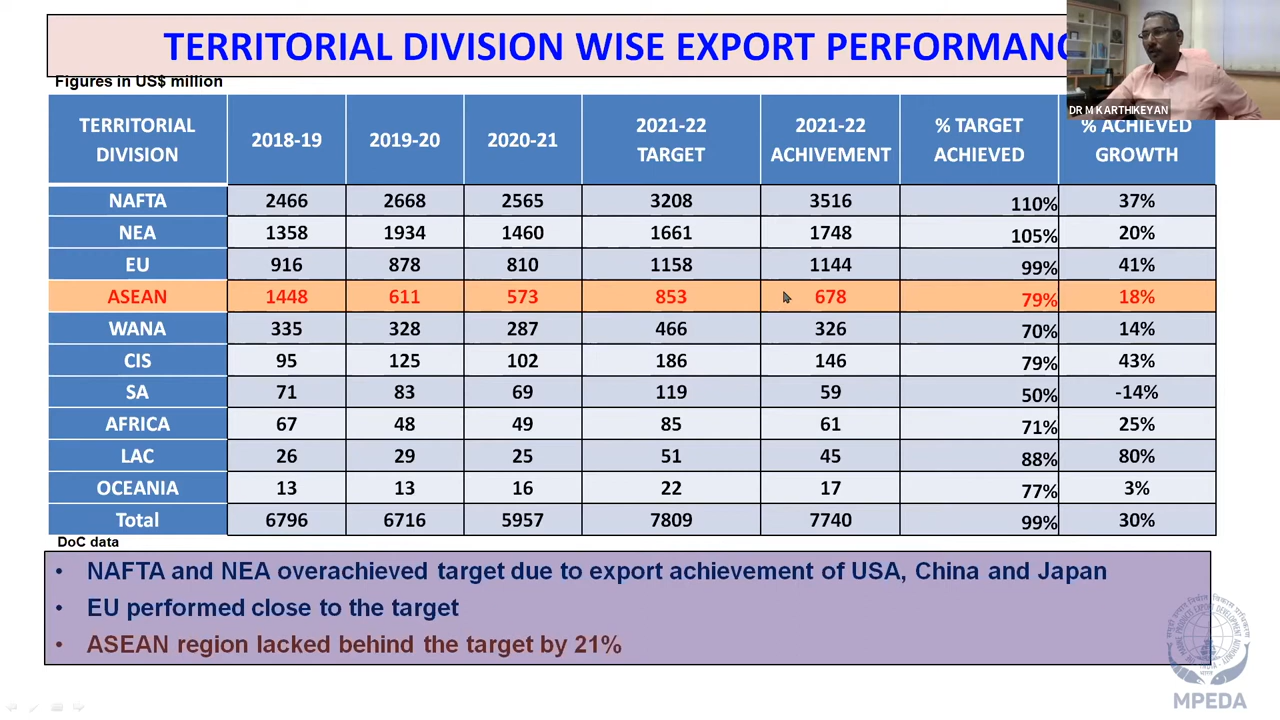 TERRITORIAL DIVISION WISE EXPORT
Figures in US$ million
DR M KARTHIKEYAN
TERRITORIAL DIVISION 2018-19 2019-20 2020-21 2021-22 TARGET 2021-22 ACHIVEMENT % TARGET ACHIEVED % ACHIEVED GROWTH
NAFTA 2466 2668 2565 3208 3516 110% 37%
NEA 1358 1934 1460 1661 1748 105% 20%
EU 916 878 810 1158 1144 99% 41%
ASEAN 1448 611 573 853 678 79% 18%
WANA 335 328 287 466 326 70% 14%
CIS 95 125 102 186 146 79% 43%
SA 71 83 69 119 59 50% -14%
AFRICA 67 48 49 85 61 71% 25%
LAC 26 29 25 51 45 88% 80%
OCEANIA 13 13 16 22 17 77% 3%
Total 6796 6716 5957 7809 7740 99% 30%
DoC data
• NAFTA and NEA overachieved target due to export achievement of USA, China and Japan
• EU performed close to the target
• ASEAN region lacked behind the target by 21%
MPEDA